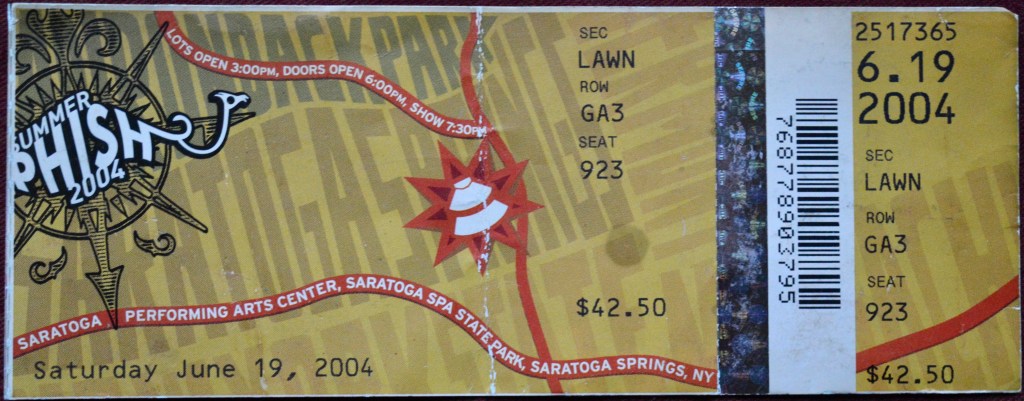 SUMMER
PHISH
2004
LOTS OPEN 3:00PM, DOORS OPEN 6:00PM, SHOW 7:30PM
SARATOGA PERFORMING ARTS CENTER, SARATOGA SPA STATE PARK, SARATOGA SPRINGS, NY
Saturday June 19, 2004
SEC
LAWN
ROW
GA3
SEAT
923
$42.50
768778903795
2517365
6.19
2004
SEC
LAWN
ROW
GA3
SEAT
923
$42.50